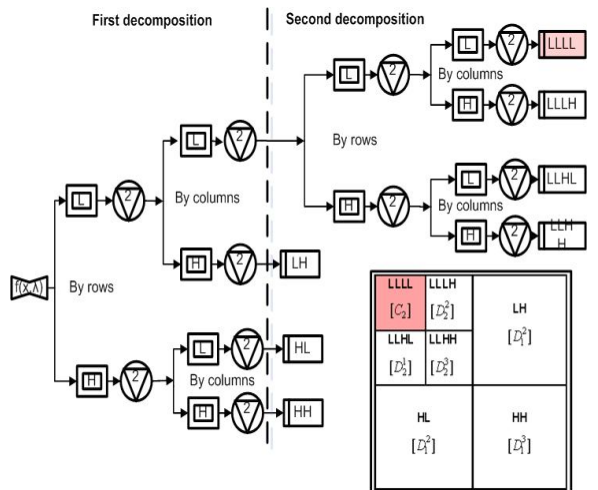 First decomposition
Second decomposition
L
2
LLLL
L
2
By columns
H
2
LLLH
L
2
By rows
L
2
By columns
L
2
LLHL
H
2
By columns
H
2
LLH
H
H
2
LH
f(x,λ)
By rows
L
2
HL
H
2
By columns
H
2
HH
LLLL
LLLH
[C₂]
[D₂²]
LH
[D₁²]
LLHL
LLHH
[D₂¹]
[D₂³]
HL
[D₁²]
HH
[D₁³]